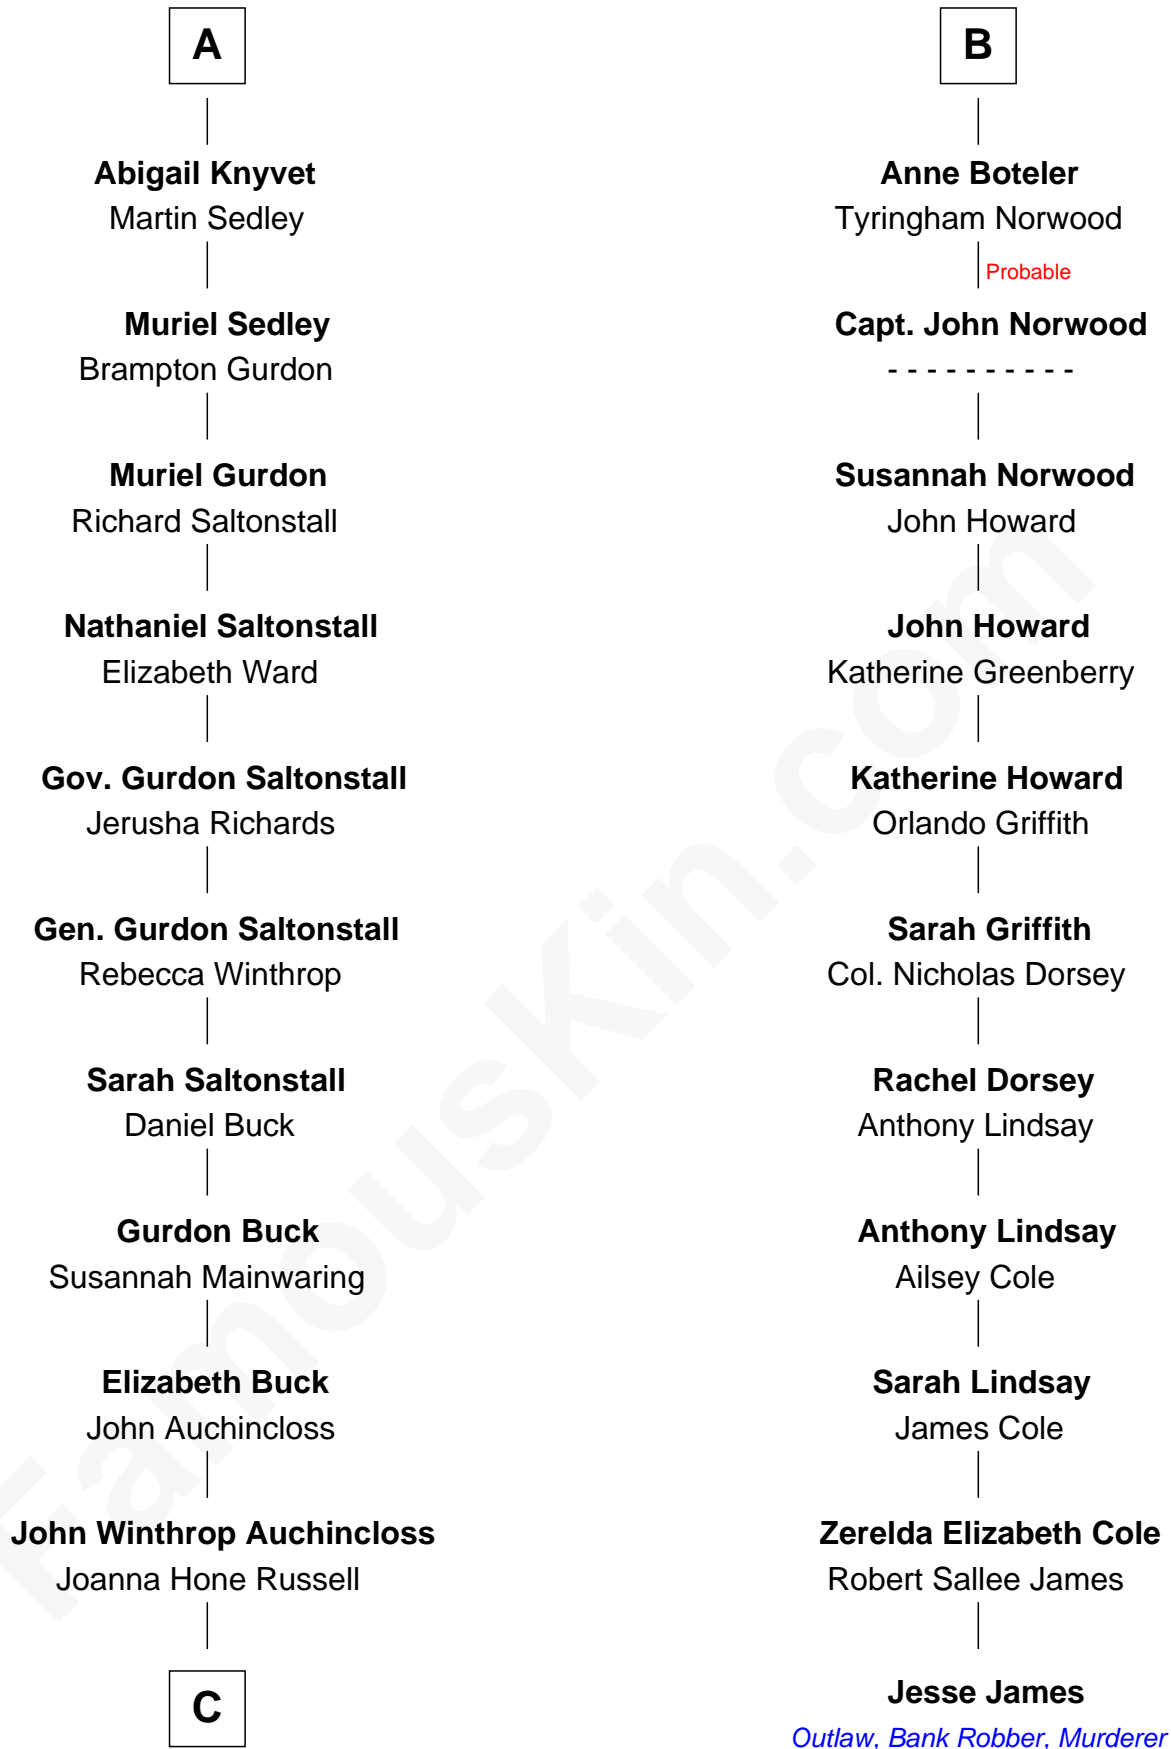 A
Abigail Knyvet
Martin Sedley
Muriel Sedley
Brampton Gurdon
Muriel Gurdon
Richard Saltonstall
Nathaniel Saltonstall
Elizabeth Ward
Gov. Gurdon Saltonstall
Jerusha Richards
Gen. Gurdon Saltonstall
Rebecca Winthrop
Sarah Saltonstall
Daniel Buck
Gurdon Buck
Susannah Mainwaring
Elizabeth Buck
John Auchincloss
John Winthrop Auchincloss
Joanna Hone Russell
C
B
Anne Boteler
Tyringham Norwood
Probable
Capt. John Norwood
- - - - - - - - - -
Susannah Norwood
John Howard
John Howard
Katherine Greenberry
Katherine Howard
Orlando Griffith
Sarah Griffith
Col. Nicholas Dorsey
Rachel Dorsey
Anthony Lindsay
Anthony Lindsay
Ailsey Cole
Sarah Lindsay
James Cole
Zerelda Elizabeth Cole
Robert Sallee James
Jesse James
Outlaw, Bank Robber, Murderer
FamousKin.com